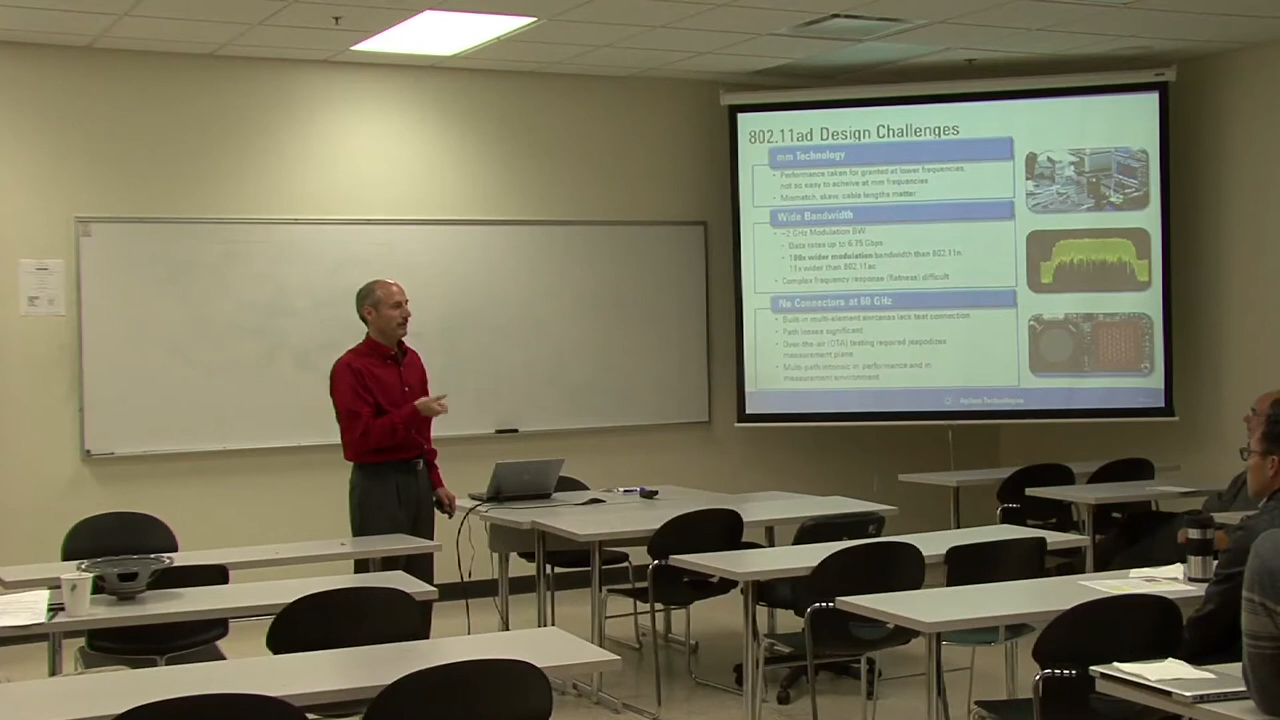 802.11ad Design Challenges
mm Technology
• Performance taken for granted at lower frequencies,
not so easy to acheive at mm frequencies
• Mismatch, skew, cable lengths matter
Wide Bandwidth
• ~2 GHz Modulation BW
• Data rates up to 6.75 Gbps
• 100x wider modulation bandwidth than 802.11n
11x wider than 802.11ac
• Complex frequency response (flatness) difficult
No Connectors at 60 GHz
• Built-in multi-element antennas lack test connection
• Path losses significant
• Over-the-air (OTA) testing required jeopodizes
measurement plane
• Multi-path intrinsic in performance and in
measurement environment
Agilent Technologies